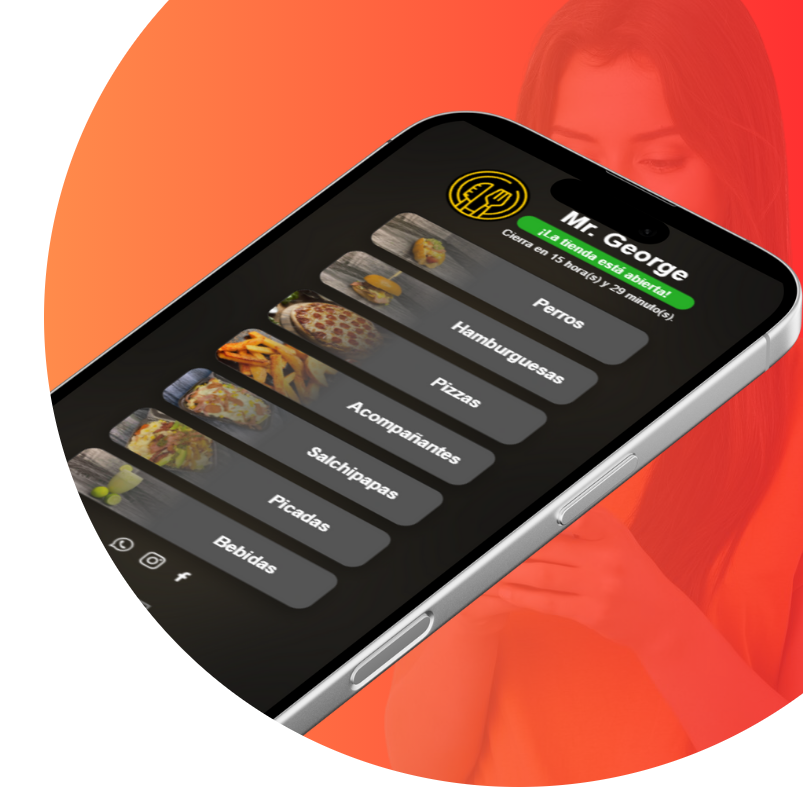 Mr. George
¡La tienda está abierta!
Cierra en 15 hora(s) y 29 minuto(s).
Perros
Hamburguesas
Pizzas
Acompañantes
Salchipapas
Picadas
Bebidas